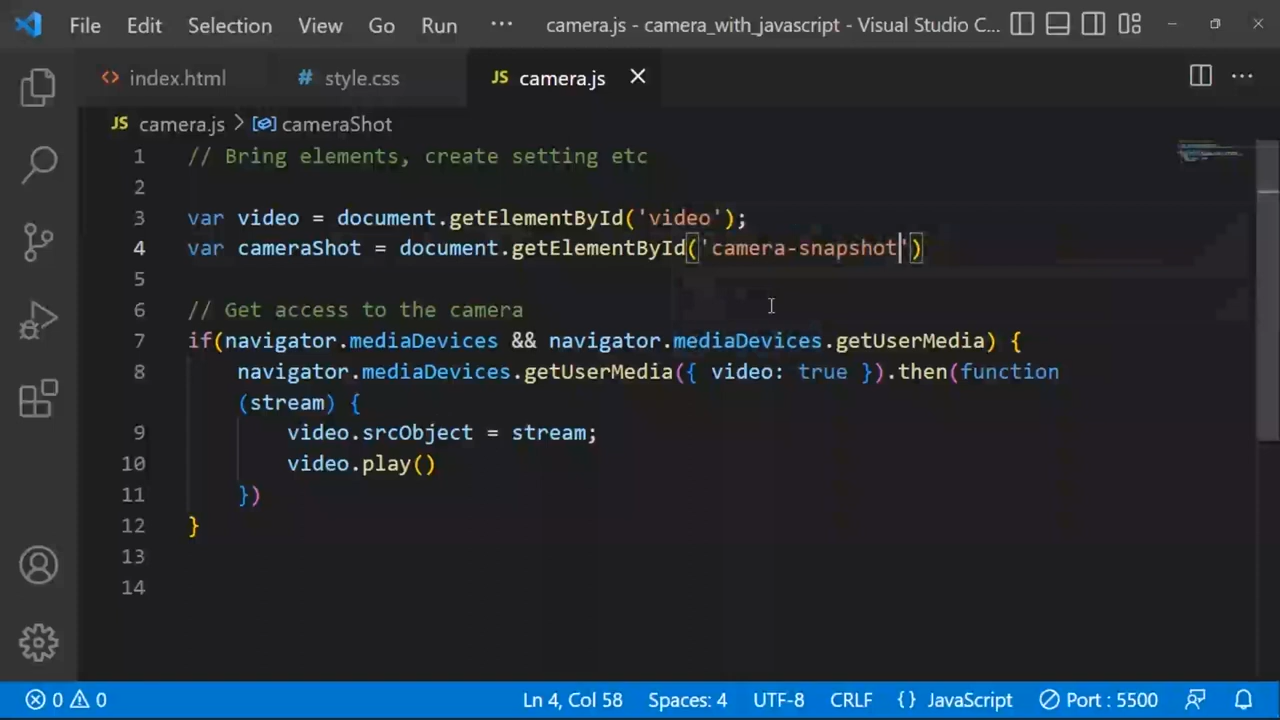 File Edit Selection View Go Run ··· camera.js - camera_with_javascript - Visual Studio C...
<> index.html # style.css JS camera.js
JS camera.js > cameraShot
1 // Bring elements, create setting etc
2
3 var video = document.getElementById('video');
4 var cameraShot = document.getElementById('camera-snapshot')
5
6 // Get access to the camera
7 if(navigator.mediaDevices && navigator.mediaDevices.getUserMedia) {
8 navigator.mediaDevices.getUserMedia({ video: true }).then(function
(stream) {
9 video.srcObject = stream;
10 video.play()
11 })
12 }
13
14
0 0 Ln 4, Col 58 Spaces: 4 UTF-8 CRLF {} JavaScript Port : 5500